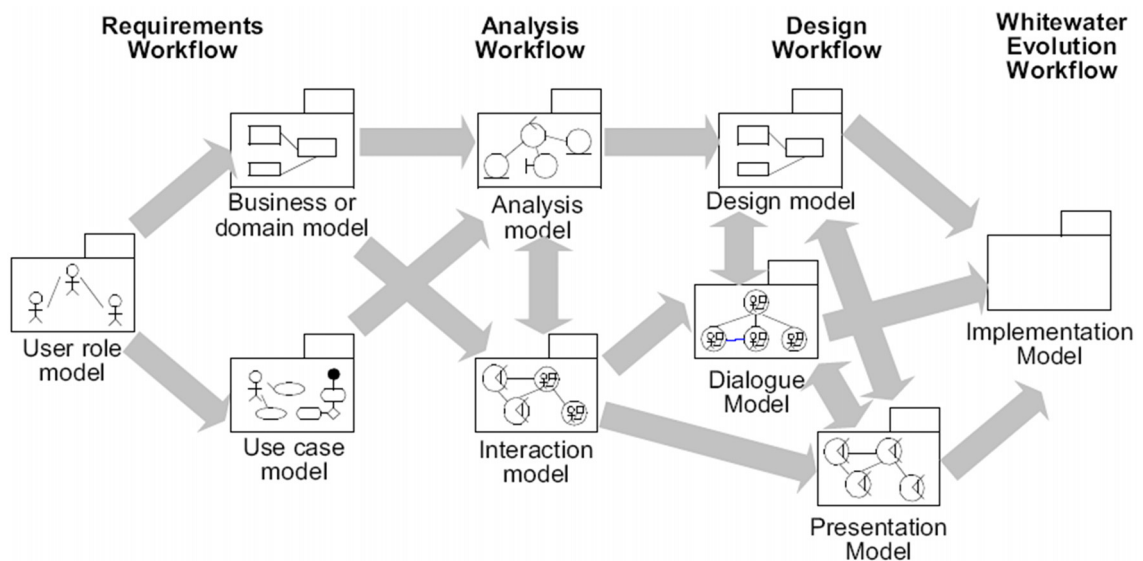 Requirements
Workflow
Analysis
Workflow
Design
Workflow
Whitewater
Evolution
Workflow
Business or
domain model
Analysis
model
Design model
User role
model
Implementation
Model
Use case
model
Interaction
model
Dialogue
Model
Presentation
Model